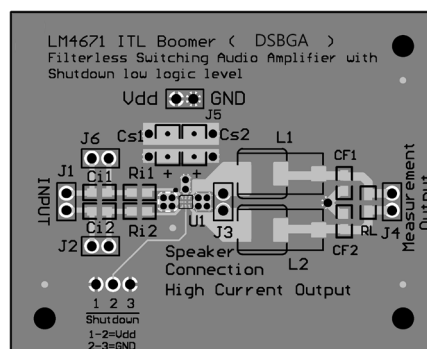 LM4671 ITL Boomer ( DSBGA )
Filterless Switching Audio Amplifier with
Shutdown low logic level
Vdd GND
J5
Cs1 Cs2
J6 L1
CF1
J1 Ci1 Ri1 + +
INPUT
U1
J3
RL J4
Measurement
Output
Ci2 Ri2
J2
CF2
Speaker
Connection L2
High Current Output
1 2 3
Shutdown
1-2=Vdd
2-3=GND